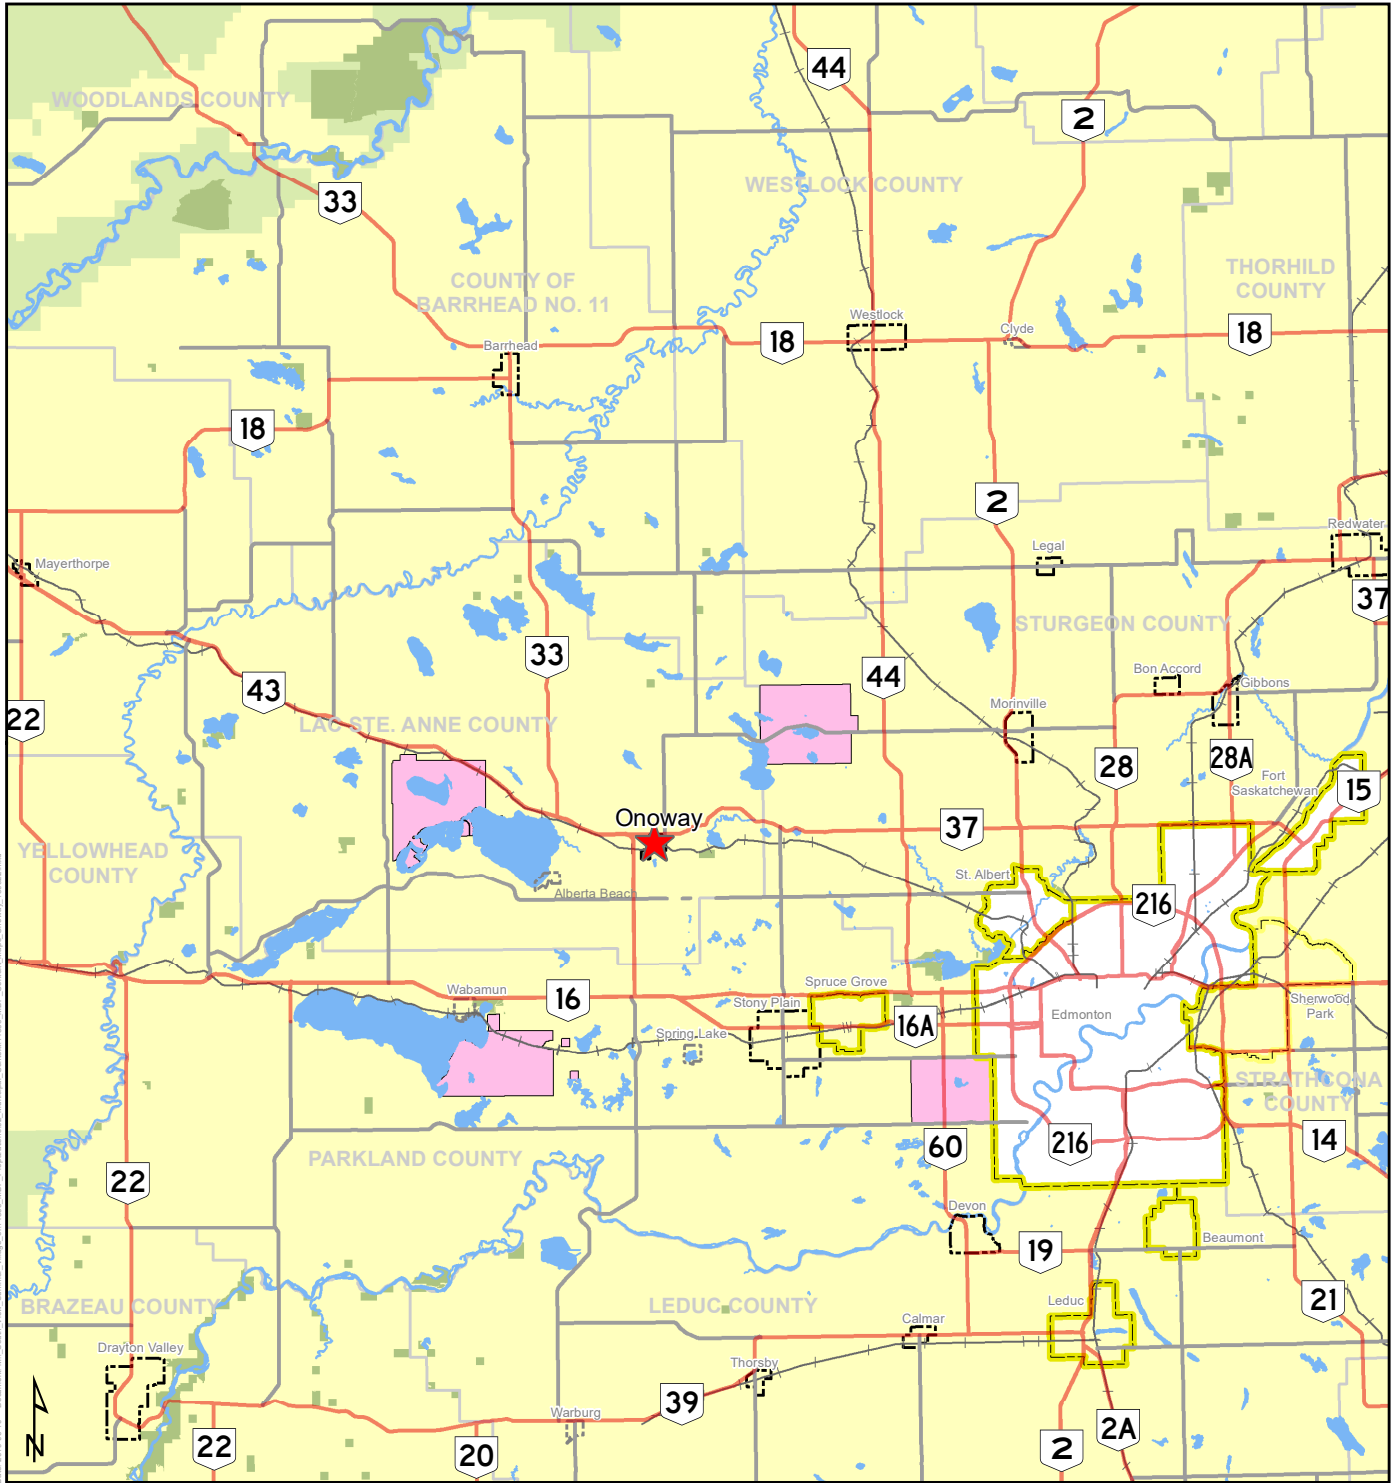 44
2
WOODLANDS COUNTY
33
WESTLOCK COUNTY
THORHILD
COUNTY
COUNTY OF
BARRHEAD NO. 11
Westlock
Clyde
18
18
Barrhead
18
2
Redwater
Legal
Mayerthorpe
37
STURGEON COUNTY
33
44
Bon Accord
Gibbons
43
22
LAC STE. ANNE COUNTY
Morinville
28
28A
Fort
Saskatchewan
15
Onoway
37
YELLOWHEAD
COUNTY
St. Albert
Alberta Beach
216
Wabamun
16
Spruce Grove
Stony Plain
16A
Spring Lake
Edmonton
Sherwood
Park
STRATHCONA
COUNTY
PARKLAND COUNTY
22
60
216
14
Devon
19
Beaumont
BRAZEAU COUNTY
LEDUC COUNTY
Leduc
21
Calmar
Drayton Valley
Thorsby
39
Warburg
22
20
2
2A
N